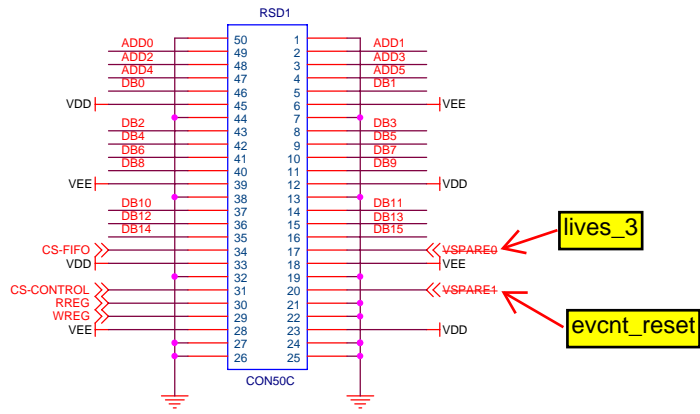 RSD1
50 1
ADD0 49 2 ADD1
ADD2 48 3 ADD3
ADD4 47 4 ADD5
DB0 46 5 DB1
VDD 45 6 VEE
44 7
DB2 43 8 DB3
DB4 42 9 DB5
DB6 41 10 DB7
DB8 40 11 DB9
VEE 39 12 VDD
38 13
DB10 37 14 DB11
DB12 36 15 DB13
DB14 35 16 DB15
CS-FIFO 34 17 VSPARE0 lives_3
VDD 33 18 VEE
32 19
CS-CONTROL 31 20 VSPARE1 evcnt_reset
RREG 30 21
WREG 29 22
VEE 28 23 VDD
27 24
26 25
CON50C